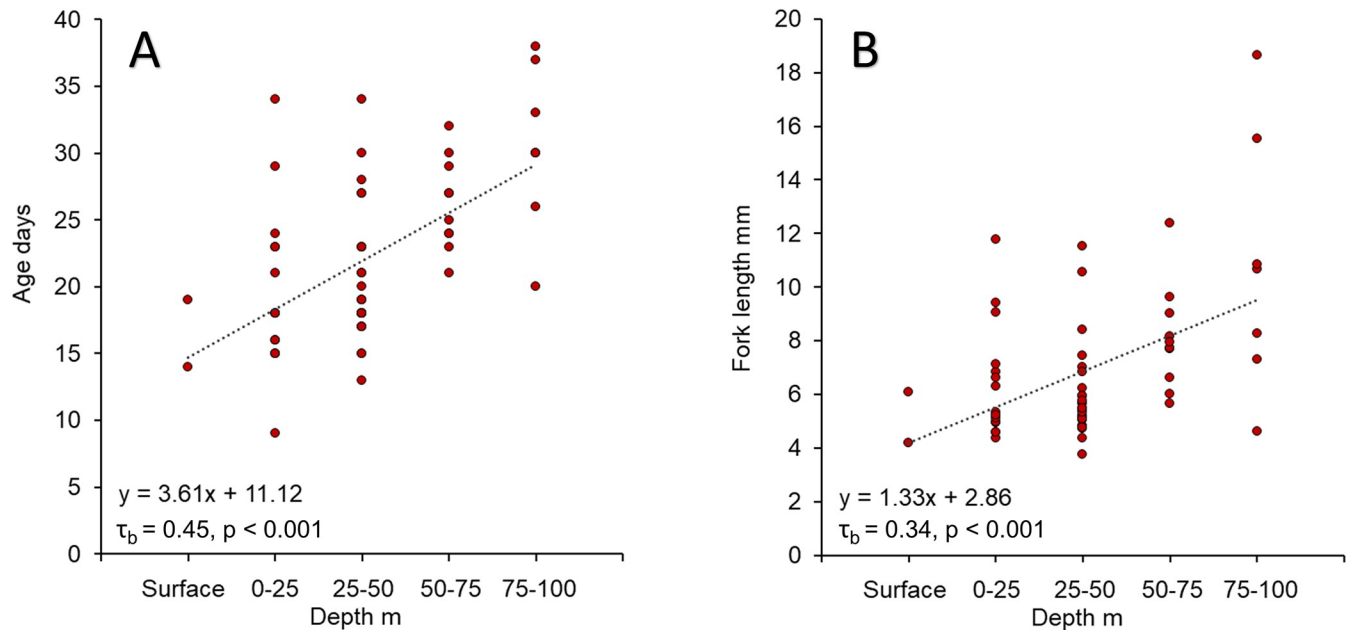 A
40
35
30
25
20
15
10
5
0
Age days
y = 3.61x + 11.12
τb = 0.45, p < 0.001
Surface 0-25 25-50 50-75 75-100
Depth m
B
20
18
16
14
12
10
8
6
4
2
0
Fork length mm
y = 1.33x + 2.86
τb = 0.34, p < 0.001
Surface 0-25 25-50 50-75 75-100
Depth m